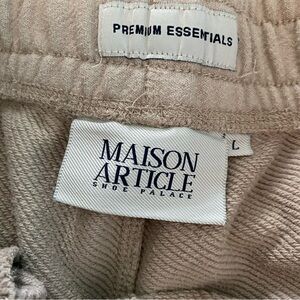 PREMIUM ESSENTIALS
MAISON
ARTICLE
SHOE PALACE
L